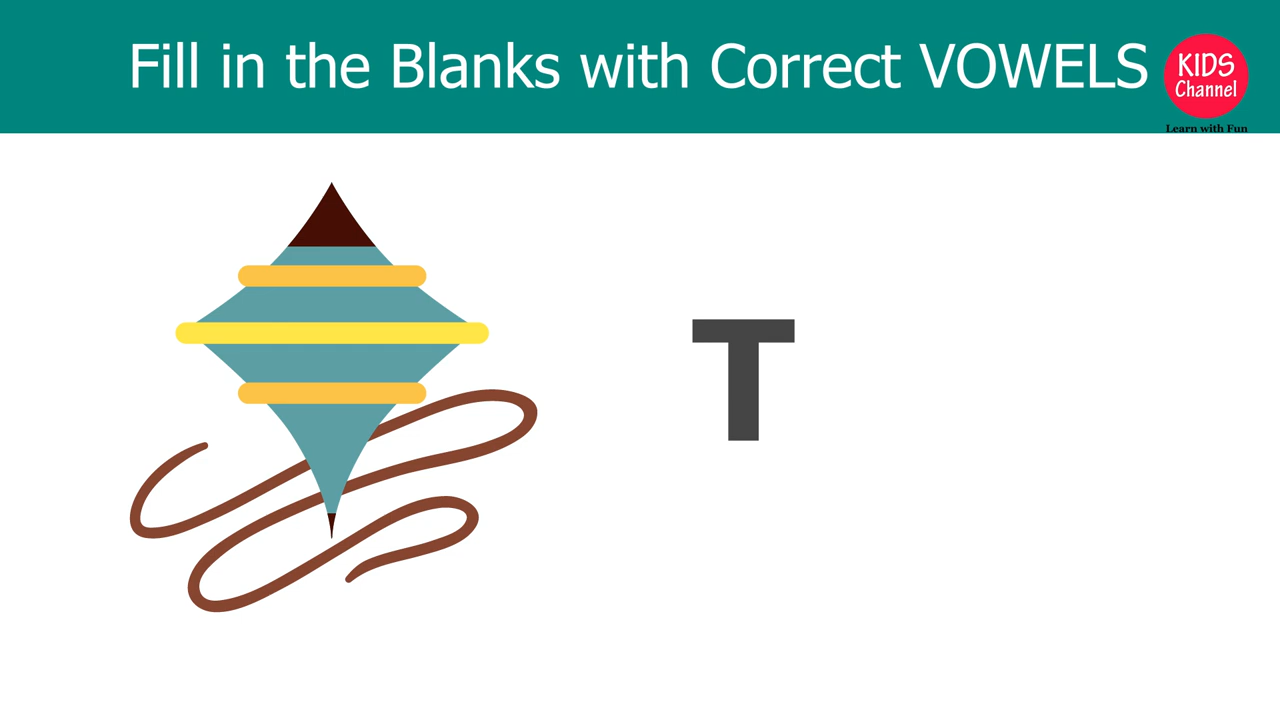 Fill in the Blanks with Correct VOWELS
KIDS
Channel
Learn with Fun
T